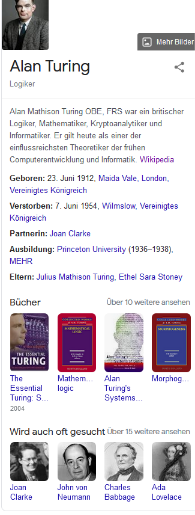 Mehr Bilder
Alan Turing
Logiker
Alan Mathison Turing OBE, FRS war ein britischer
Logiker, Mathematiker, Kryptoanalytiker und
Informatiker. Er gilt heute als einer der
einflussreichsten Theoretiker der frühen
Computerentwicklung und Informatik. Wikipedia
Geboren: 23. Juni 1912, Maida Vale, London,
Vereinigtes Königreich
Verstorben: 7. Juni 1954, Wilmslow, Vereinigtes
Königreich
Partnerin: Joan Clarke
Ausbildung: Princeton University (1936–1938),
MEHR
Eltern: Julius Mathison Turing, Ethel Sara Stoney
Bücher
Über 10 weitere ansehen
THE ESSENTIAL
TURING
The Essential Turing: S...
2004
Mathem... logic
Alan Turing's Systems...
Morphog...
Wird auch oft gesucht
Über 15 weitere ansehen
Joan Clarke
John von Neumann
Charles Babbage
Ada Lovelace